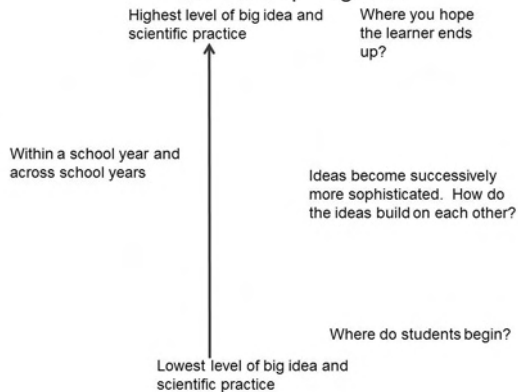 Highest level of big idea and
scientific practice
Where you hope
the learner ends
up?
Within a school year and
across school years
Ideas become successively
more sophisticated. How do
the ideas build on each other?
Where do students begin?
Lowest level of big idea and
scientific practice